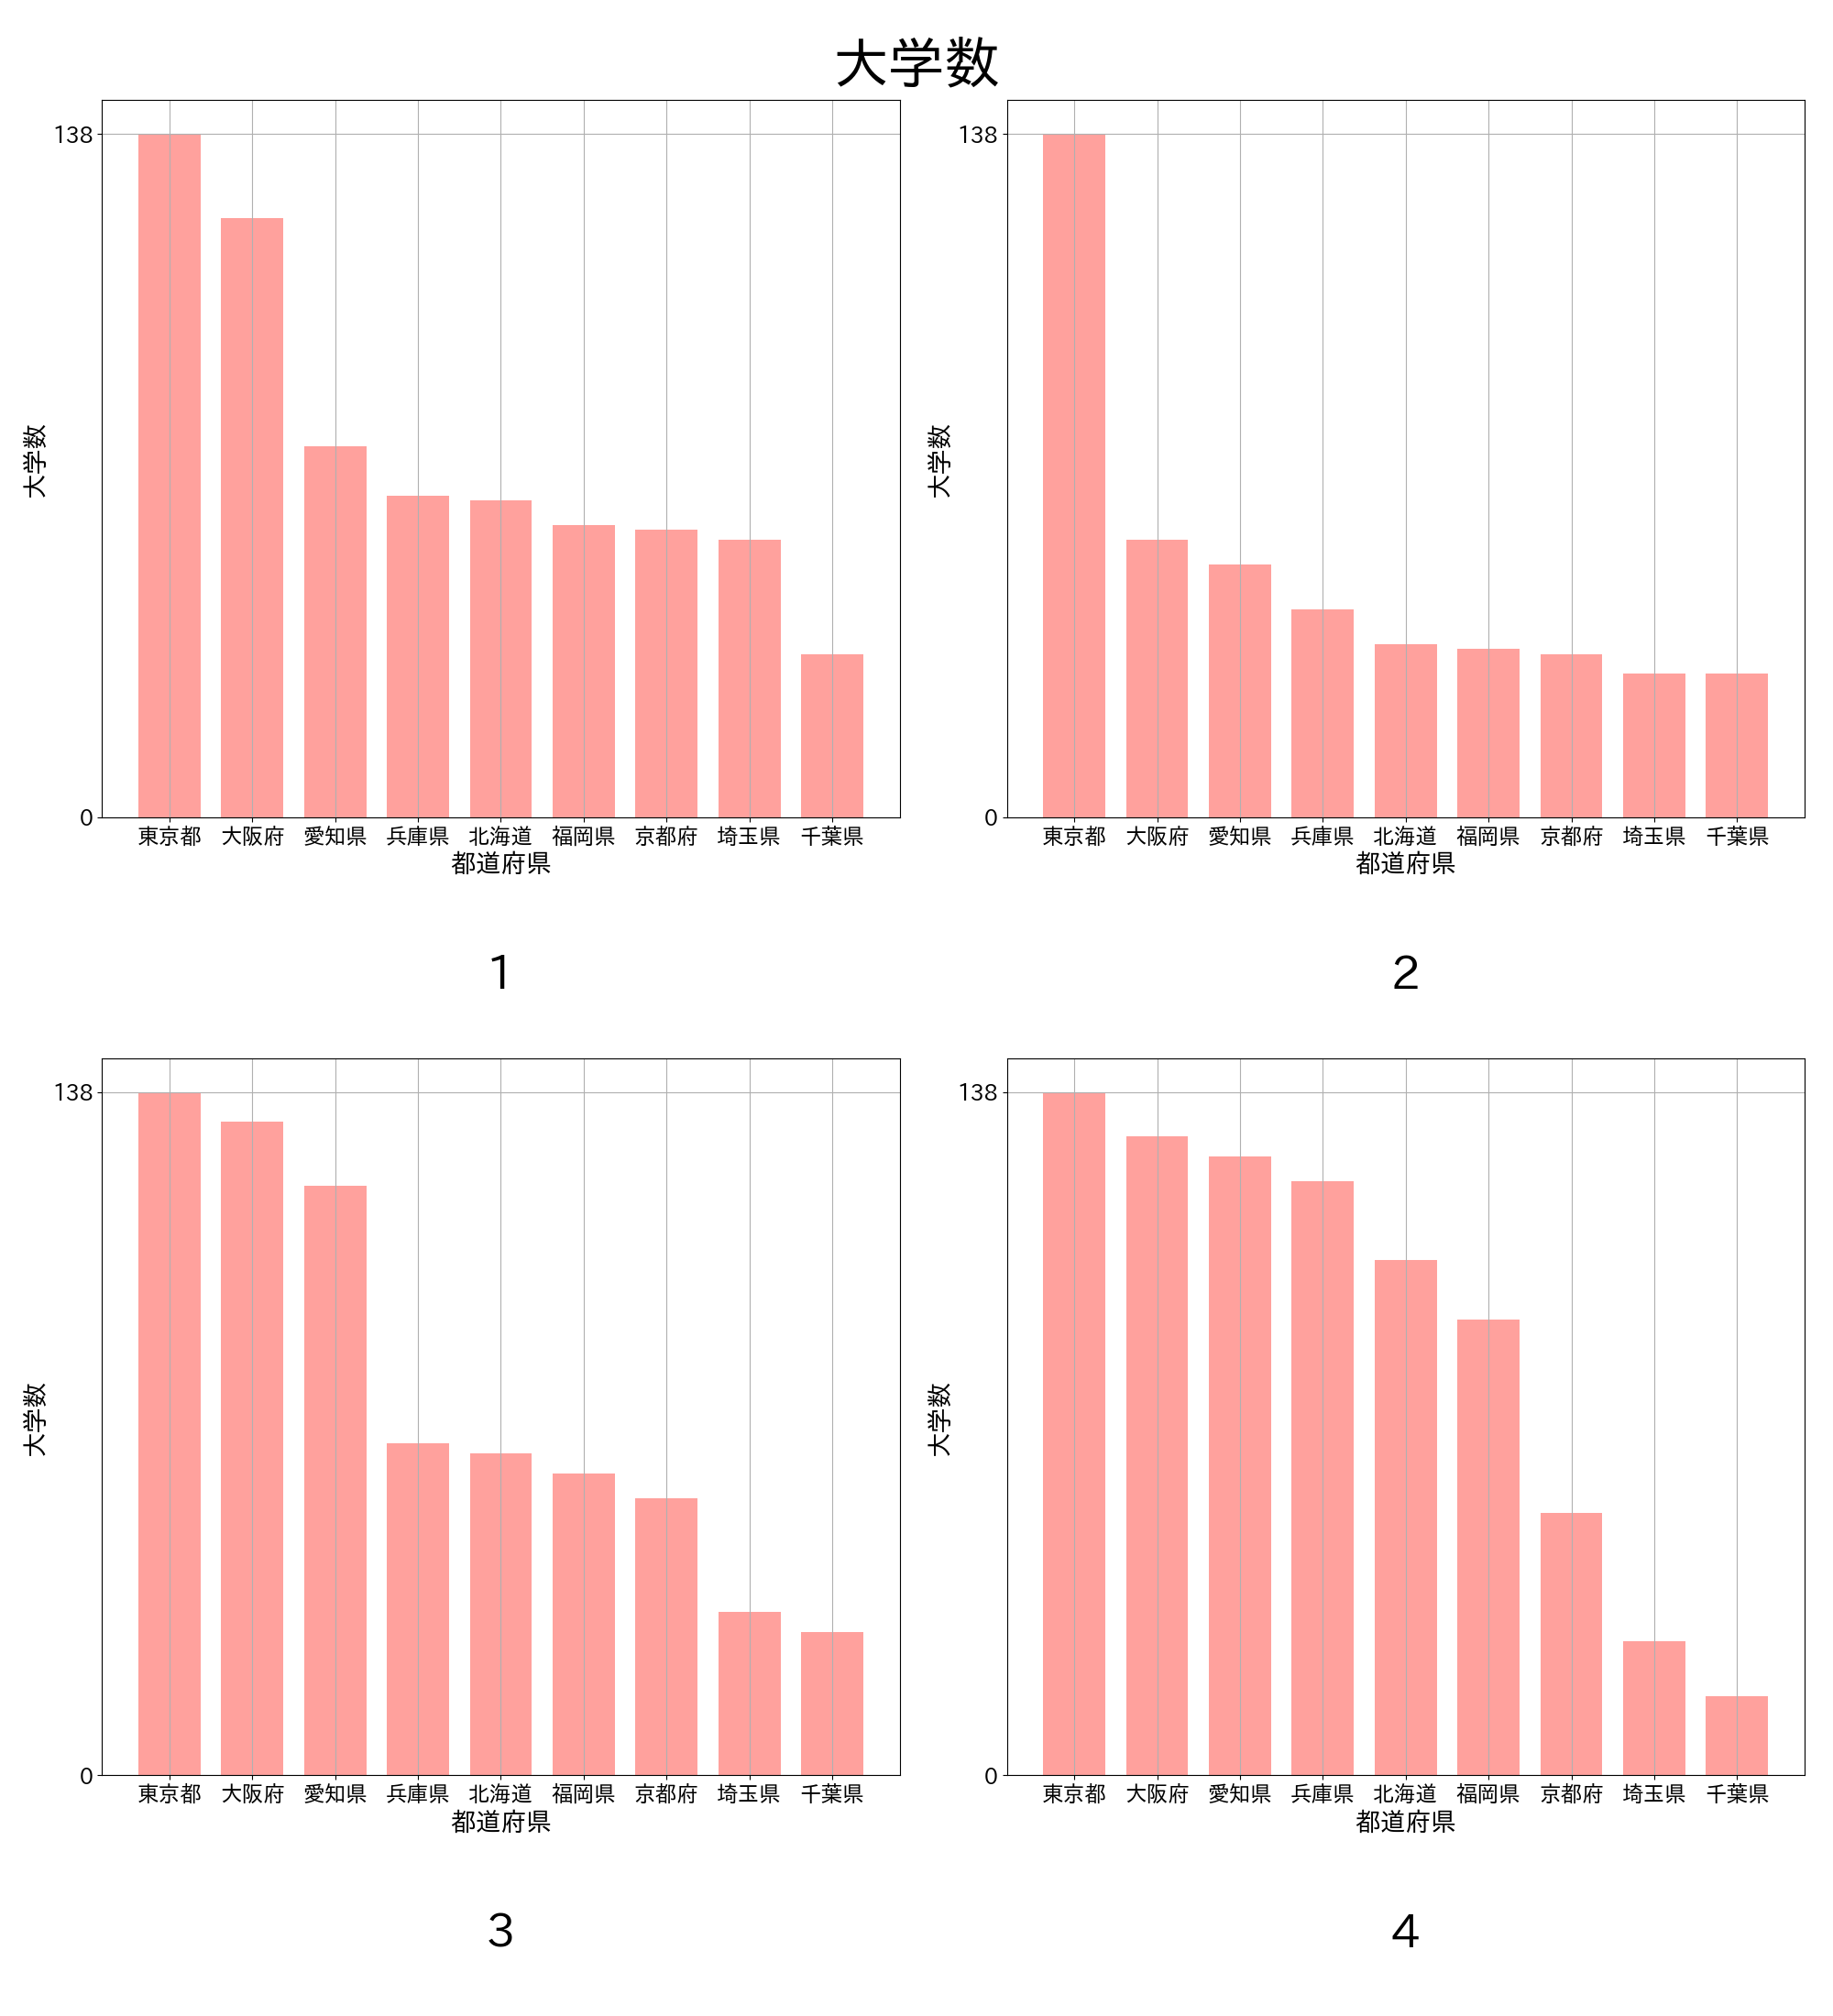 大学数
138
0
大学数
東京都 大阪府 愛知県 兵庫県 北海道 福岡県 京都府 埼玉県 千葉県
都道府県
1
138
0
大学数
東京都 大阪府 愛知県 兵庫県 北海道 福岡県 京都府 埼玉県 千葉県
都道府県
2
138
0
大学数
東京都 大阪府 愛知県 兵庫県 北海道 福岡県 京都府 埼玉県 千葉県
都道府県
3
138
0
大学数
東京都 大阪府 愛知県 兵庫県 北海道 福岡県 京都府 埼玉県 千葉県
都道府県
4